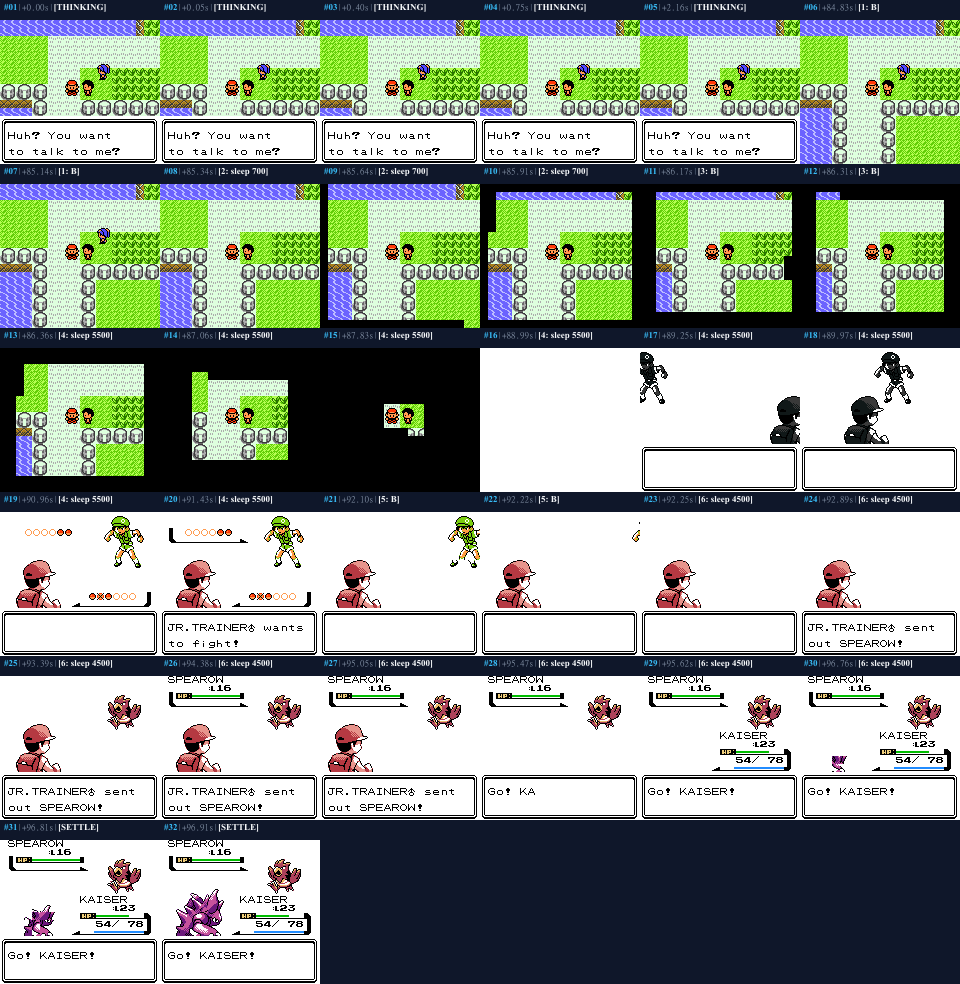 #01|+0.00s|[THINKING]
#02|+0.05s|[THINKING]
#03|+0.40s|[THINKING]
#04|+0.75s|[THINKING]
#05|+2.16s|[THINKING]
#06|+84.83s|[1: B]
Huh? You want
to talk to me?
Huh? You want
to talk to me?
Huh? You want
to talk to me?
Huh? You want
to talk to me?
Huh? You want
to talk to me?
#07|+85.14s|[1: B]
#08|+85.34s|[2: sleep 700]
#09|+85.64s|[2: sleep 700]
#10|+85.91s|[2: sleep 700]
#11|+86.17s|[3: B]
#12|+86.31s|[3: B]
#13|+86.36s|[4: sleep 5500]
#14|+87.06s|[4: sleep 5500]
#15|+87.83s|[4: sleep 5500]
#16|+88.99s|[4: sleep 5500]
#17|+89.25s|[4: sleep 5500]
#18|+89.97s|[4: sleep 5500]
#19|+90.96s|[4: sleep 5500]
#20|+91.43s|[4: sleep 5500]
#21|+92.10s|[5: B]
#22|+92.22s|[5: B]
#23|+92.25s|[6: sleep 4500]
#24|+92.89s|[6: sleep 4500]
JR.TRAINER♂ wants
to fight!
JR.TRAINER♂ sent
out SPEAROW!
#25|+93.39s|[6: sleep 4500]
#26|+94.38s|[6: sleep 4500]
#27|+95.05s|[6: sleep 4500]
#28|+95.47s|[6: sleep 4500]
#29|+95.62s|[6: sleep 4500]
#30|+96.76s|[6: sleep 4500]
JR.TRAINER♂ sent
out SPEAROW!
SPEAROW
:L16
HP:
JR.TRAINER♂ sent
out SPEAROW!
SPEAROW
:L16
HP:
JR.TRAINER♂ sent
out SPEAROW!
SPEAROW
:L16
HP:
Go! KA
SPEAROW
:L16
HP:
KAISER
:L23
HP:
54/ 78
Go! KAISER!
SPEAROW
:L16
HP:
KAISER
:L23
HP:
54/ 78
Go! KAISER!
#31|+96.81s|[SETTLE]
#32|+96.91s|[SETTLE]
SPEAROW
:L16
HP:
KAISER
:L23
HP:
54/ 78
Go! KAISER!
SPEAROW
:L16
HP:
KAISER
:L23
HP:
54/ 78
Go! KAISER!